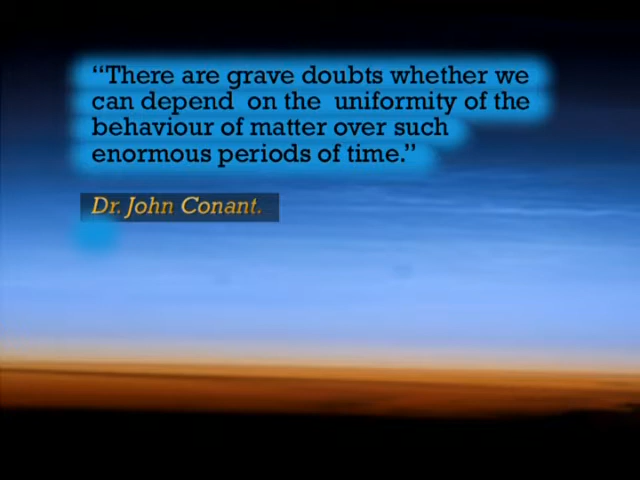 “There are grave doubts whether we
can depend on the uniformity of the
behaviour of matter over such
enormous periods of time.”
Dr. John Conant.